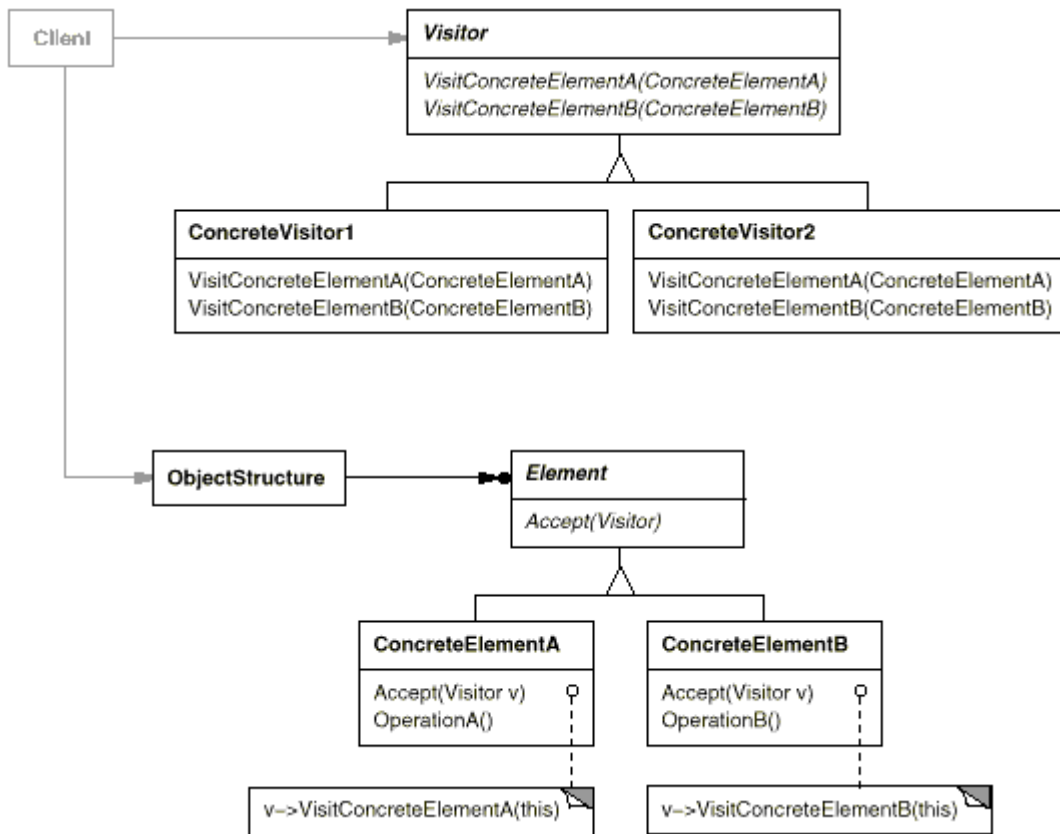 Client
Visitor
VisitConcreteElementA(ConcreteElementA)
VisitConcreteElementB(ConcreteElementB)
ConcreteVisitor1
VisitConcreteElementA(ConcreteElementA)
VisitConcreteElementB(ConcreteElementB)
ConcreteVisitor2
VisitConcreteElementA(ConcreteElementA)
VisitConcreteElementB(ConcreteElementB)
ObjectStructure
Element
Accept(Visitor)
ConcreteElementA
Accept(Visitor v)
OperationA()
ConcreteElementB
Accept(Visitor v)
OperationB()
v->VisitConcreteElementA(this)
v->VisitConcreteElementB(this)